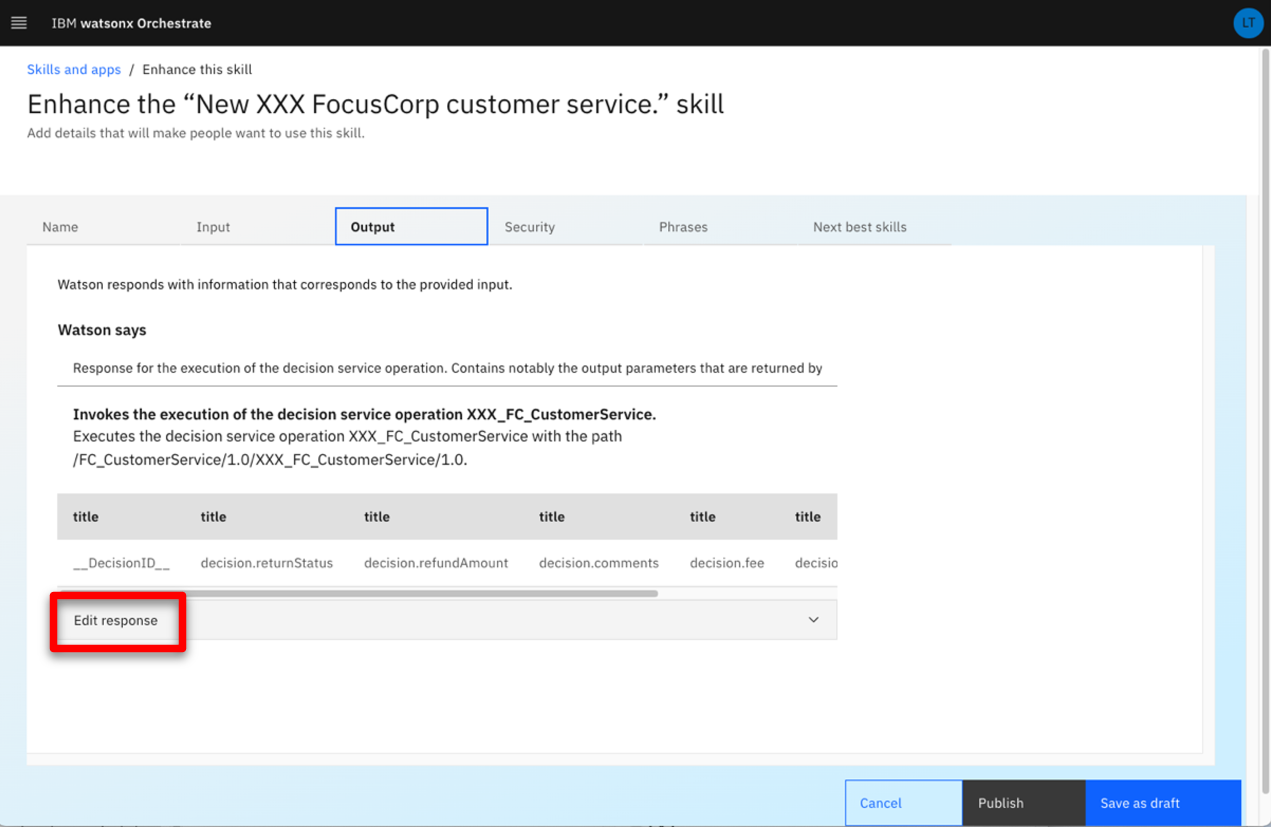 IBM watsonx Orchestrate
LT
Skills and apps / Enhance this skill
Enhance the “New XXX FocusCorp customer service.” skill
Add details that will make people want to use this skill.
Name Input Output Security Phrases Next best skills
Watson responds with information that corresponds to the provided input.
Watson says
Response for the execution of the decision service operation. Contains notably the output parameters that are returned by
Invokes the execution of the decision service operation XXX_FC_CustomerService.
Executes the decision service operation XXX_FC_CustomerService with the path
/FC_CustomerService/1.0/XXX_FC_CustomerService/1.0.
title title title title title title
__DecisionID__ decision.returnStatus decision.refundAmount decision.comments decision.fee decisio
Edit response
Cancel Publish Save as draft